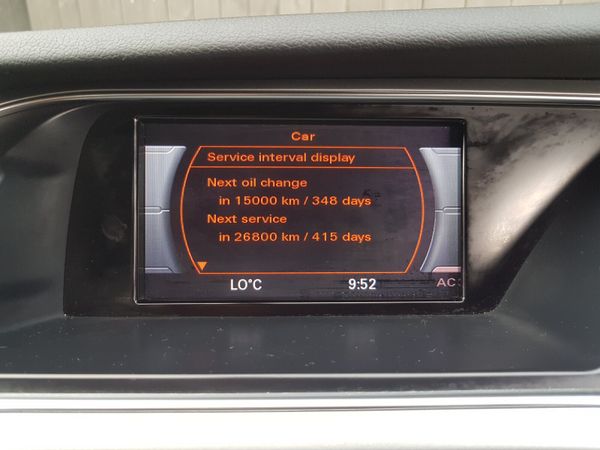 Car
Service interval display
Next oil change
in 15000 km / 348 days
Next service
in 26800 km / 415 days
LO°C
9:52
AC